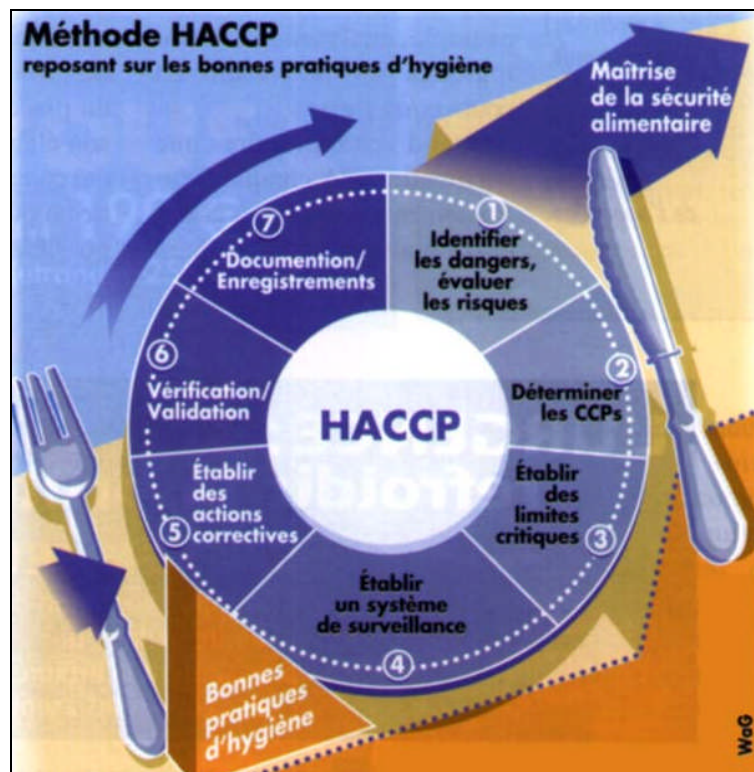 Méthode HACCP
reposant sur les bonnes pratiques d'hygiène
Maîtrise
de la sécurité
alimentaire
1
Identifier
les dangers,
évaluer
les risques
2
Déterminer
les CCPs
Établir
des
limites
critiques
3
Établir
un système
de surveillance
4
Établir
des
actions
correctives
5
6
Vérification/
Validation
7
Documention/
Enregistrements
HACCP
Bonnes
pratiques
d'hygiène
WaG